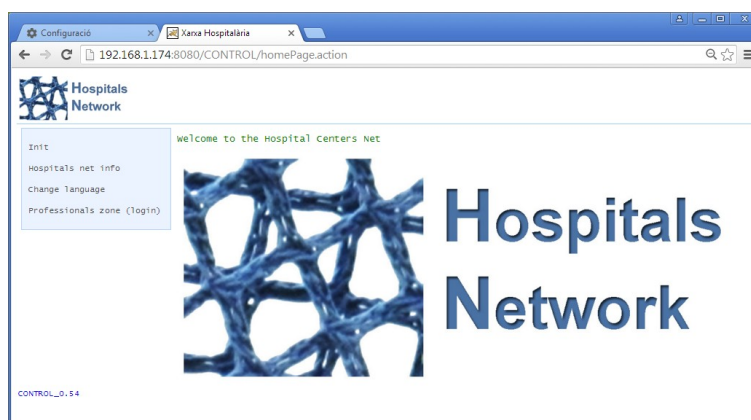 Configuració
Xarxa Hospitalària
192.168.1.174:8080/CONTROL/homePage.action
Hospitals
Network
Init
Hospitals net info
Change language
Professionals zone (login)
Welcome to the Hospital Centers Net
Hospitals
Network
CONTROL_0.54